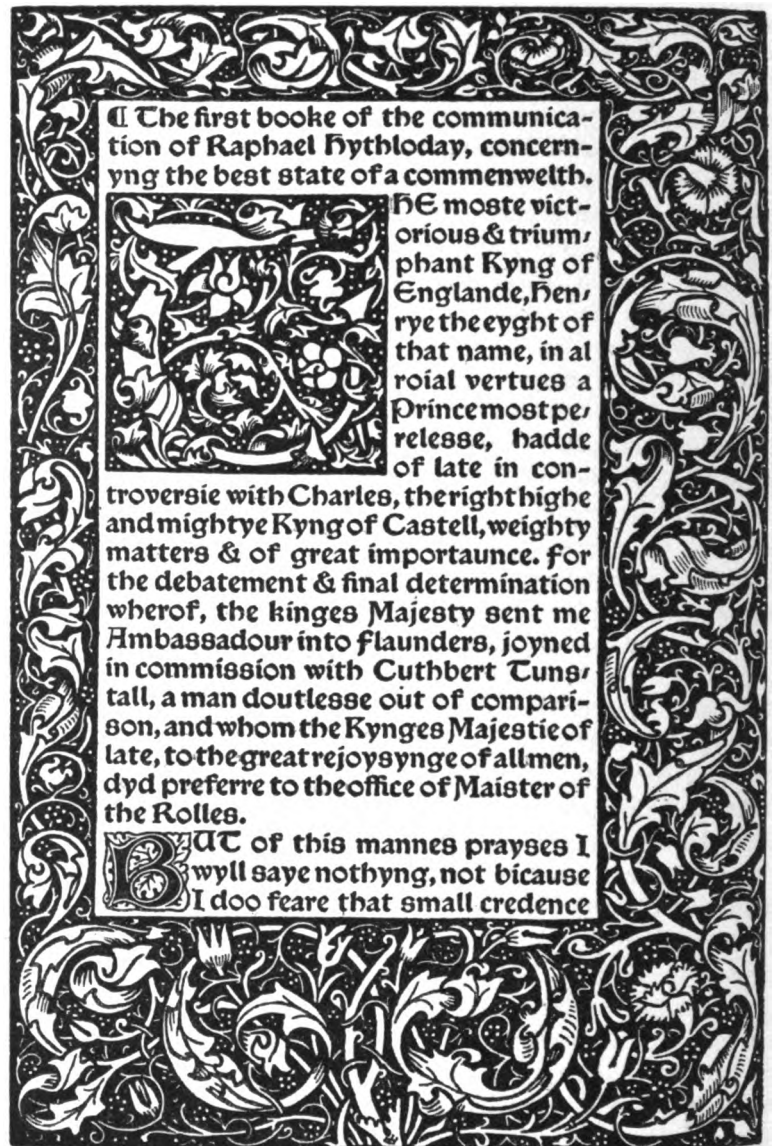 ¶ The first booke of the communica-
tion of Raphael Hythloday, concern-
yng the best state of a commenwelth.
THE moste vict-
orious & trium-
phant Kyng of
Englande, Hen-
rye the eyght of
that name, in al
roial vertues a
Prince most pe-
relesse, hadde
of late in con-
troversie with Charles, the right highe
and mightye Kyng of Castell, weighty
matters & of great importaunce. For
the debatement & final determination
wherof, the kinges Majesty sent me
Ambassadour into Flaunders, joyned
in commission with Cuthbert Tuns-
tall, a man doutlesse out of compari-
son, and whom the Kynges Majestie of
late, to the great rejoysynge of all men,
dyd preferre to the office of Maister of
the Rolles.
BUT of this mannes prayses I
wyll saye nothyng, not bicause
I doo feare that small credence